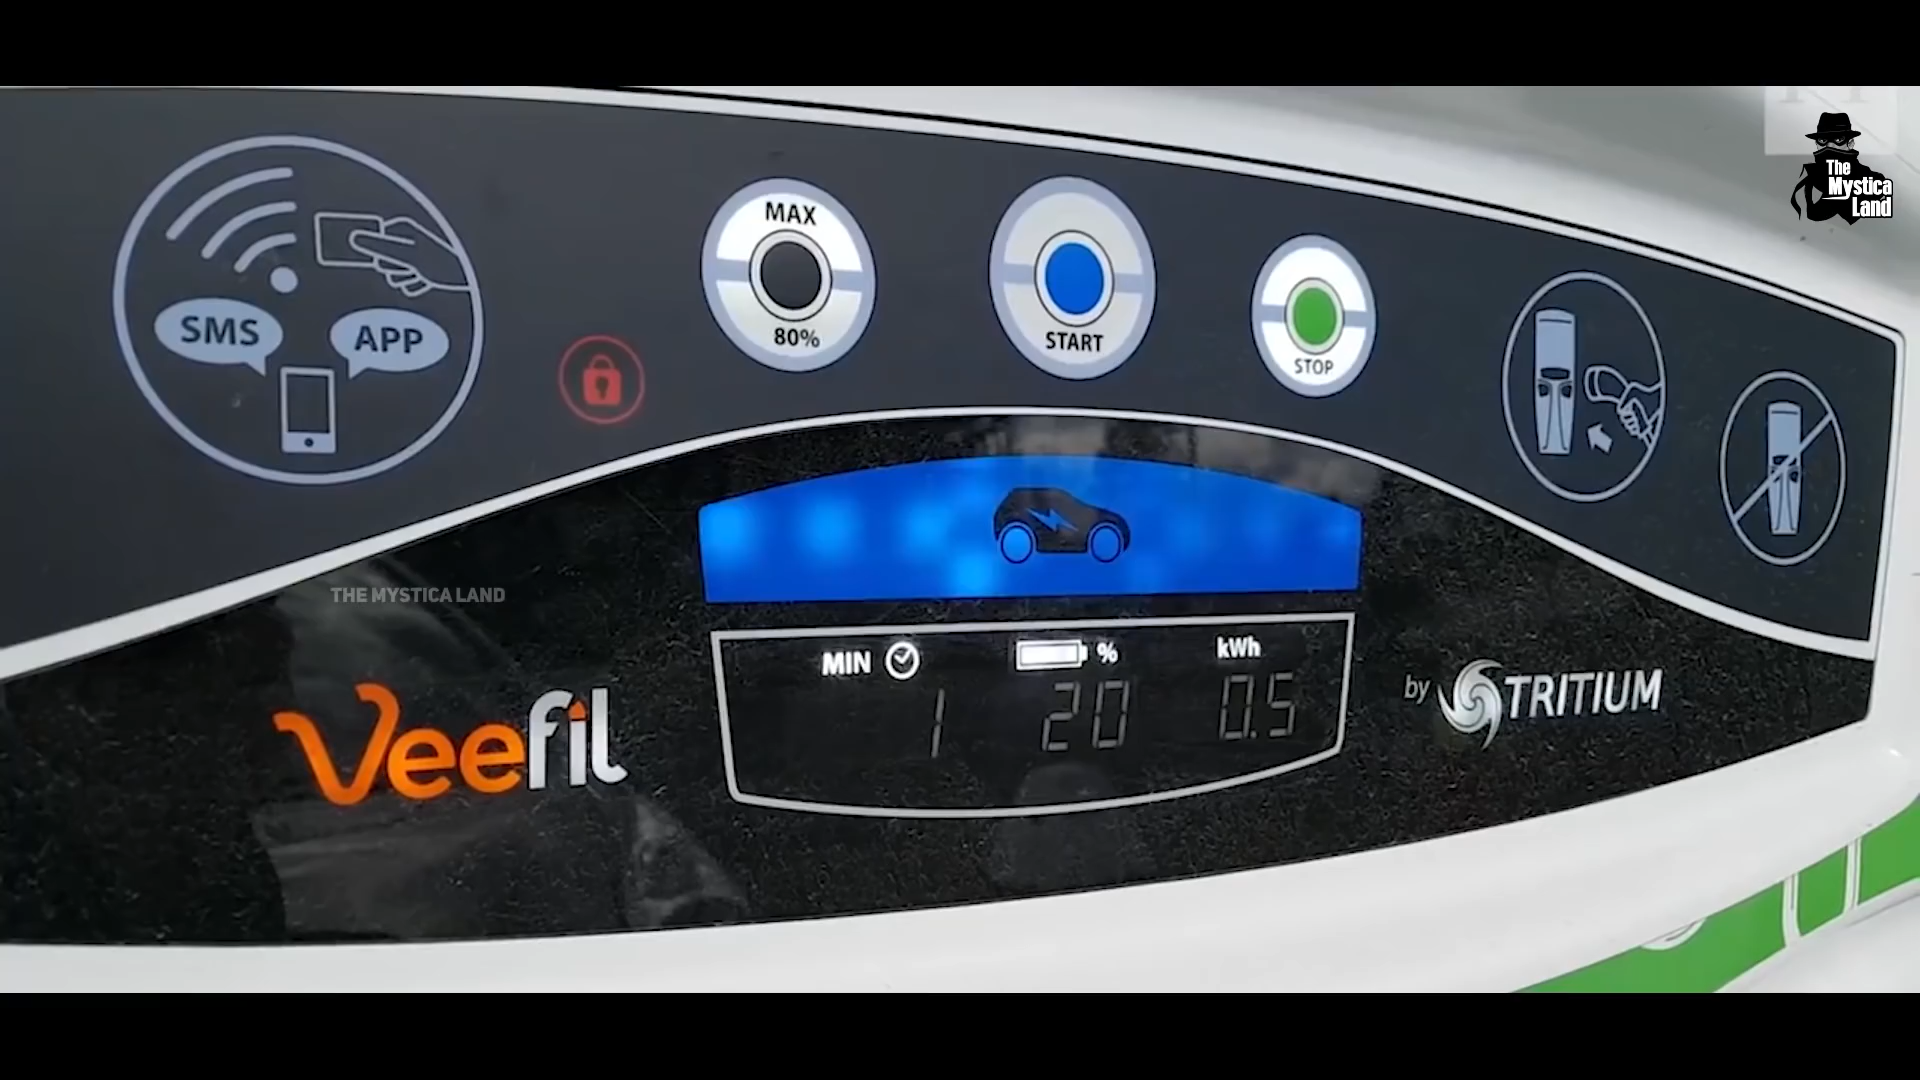 The
Mystica
Land
MAX
80%
START
STOP
SMS
APP
THE MYSTICA LAND
MIN
%
kWh
1
20
0.5
Veefil
by TRITIUM